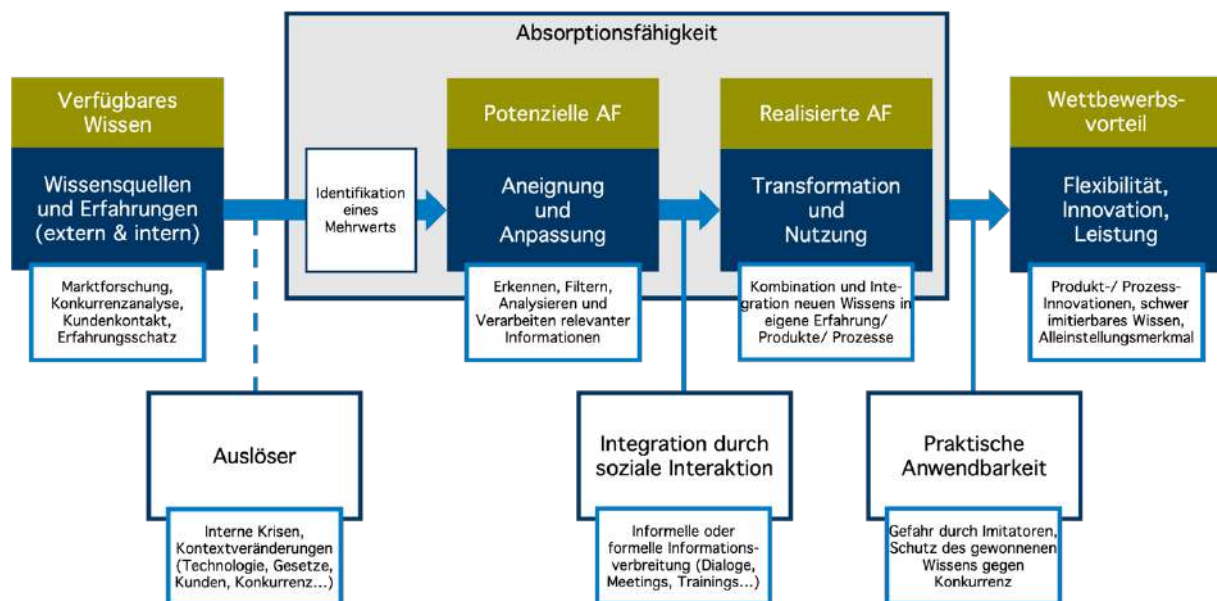 Absorptionsfähigkeit
Verfügbares
Wissen
Wissensquellen
und Erfahrungen
(extern & intern)
Marktforschung,
Konkurrenzanalyse,
Kundenkontakt,
Erfahrungsschatz
Identifikation
eines
Mehrwerts
Potenzielle AF
Aneignung
und
Anpassung
Erkennen, Filtern,
Analysieren und
Verarbeiten relevanter
Informationen
Realisierte AF
Transformation
und
Nutzung
Kombination und Inte-
gration neuen Wissens in
eigene Erfahrung/
Produkte/ Prozesse
Wettbewerbs-
vorteil
Flexibilität,
Innovation,
Leistung
Produkt-/ Prozess-
Innovationen, schwer
imitierbares Wissen,
Alleinstellungsmerkmal
Auslöser
Interne Krisen,
Kontextveränderungen
(Technologie, Gesetze,
Kunden, Konkurrenz...)
Integration durch
soziale Interaktion
Informelle oder
formelle Informations-
verbreitung (Dialoge,
Meetings, Trainings...)
Praktische
Anwendbarkeit
Gefahr durch Imitatoren,
Schutz des gewonnenen
Wissens gegen
Konkurrenz